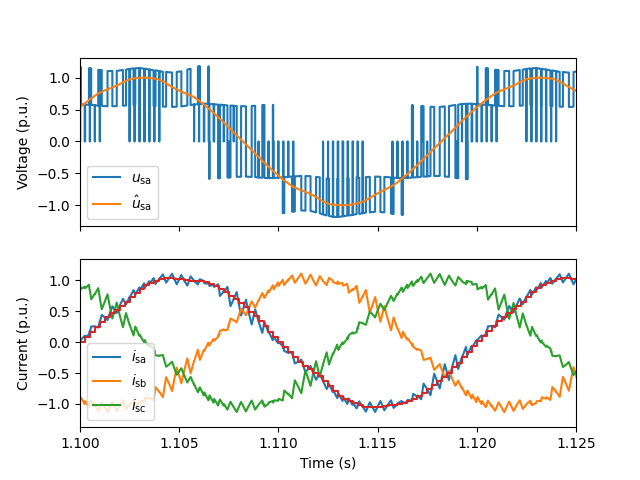 Voltage (p.u.)
1.0
0.5
0.0
−0.5
−1.0
u_sa
û_sa
Current (p.u.)
1.0
0.5
0.0
−0.5
−1.0
i_sa
i_sb
i_sc
1.100
1.105
1.110
1.115
1.120
1.125
Time (s)